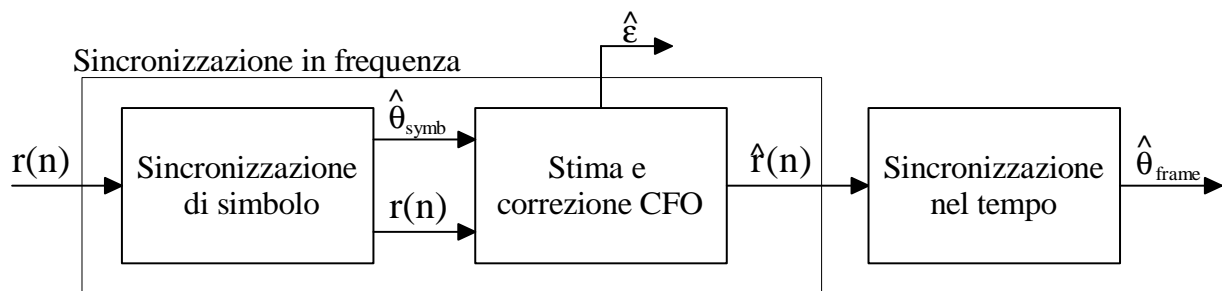 ε̂
Sincronizzazione in frequenza
r(n)
Sincronizzazione
di simbolo
θ̂symb
r(n)
Stima e
correzione CFO
r̂(n)
Sincronizzazione
nel tempo
θ̂frame